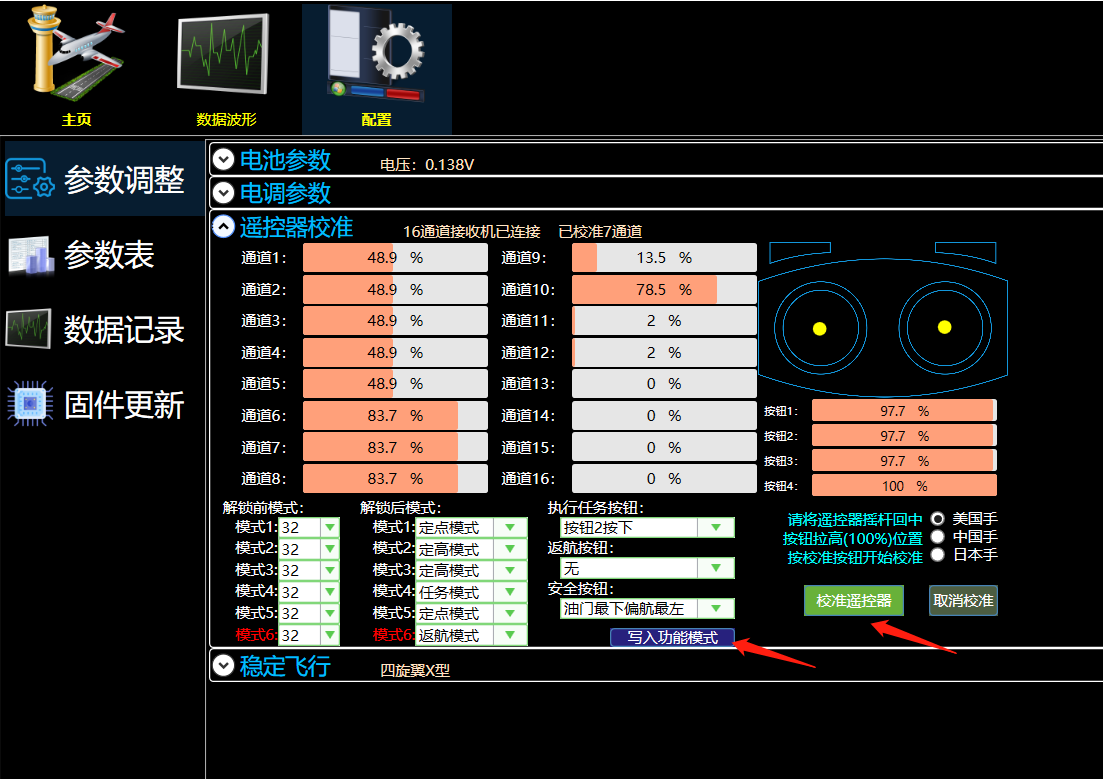 主页
数据波形
配置
参数调整
参数表
数据记录
固件更新
电池参数 电压：0.138V
电调参数
遥控器校准 16通道接收机已连接 已校准7通道
通道1： 48.9 % 通道9： 13.5 %
通道2： 48.9 % 通道10： 78.5 %
通道3： 48.9 % 通道11： 2 %
通道4： 48.9 % 通道12： 2 %
通道5： 48.9 % 通道13： 0 %
通道6： 83.7 % 通道14： 0 %
通道7： 83.7 % 通道15： 0 %
通道8： 83.7 % 通道16： 0 %
按钮1： 97.7 %
按钮2： 97.7 %
按钮3： 97.7 %
按钮4： 100 %
解锁前模式：
模式1: 32
模式2: 32
模式3: 32
模式4: 32
模式5: 32
模式6: 32
解锁后模式：
模式1: 定点模式
模式2: 定高模式
模式3: 定高模式
模式4: 任务模式
模式5: 定点模式
模式6: 返航模式
执行任务按钮：
按钮2按下
返航按钮：
无
安全按钮：
油门最下偏航最左
写入功能模式
请将遥控器摇杆回中
按钮拉高(100%)位置
按校准按钮开始校准
美国手
中国手
日本手
校准遥控器 取消校准
稳定飞行 四旋翼X型